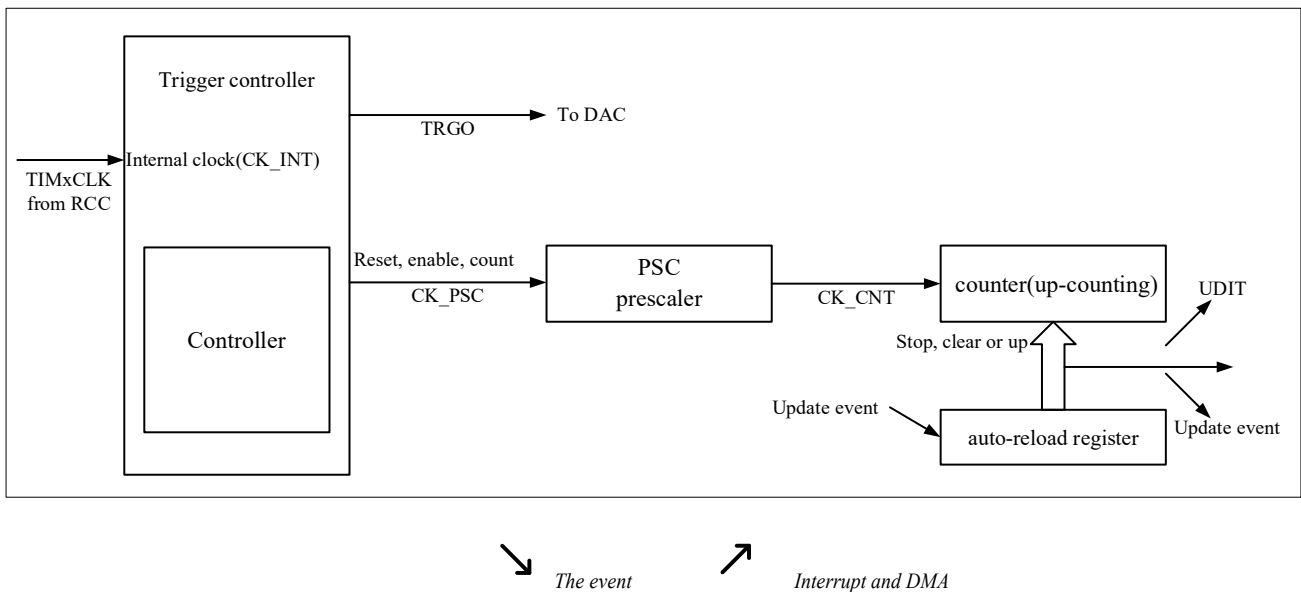 Trigger controller
TRGO
To DAC
Internal clock(CK_INT)
TIMxCLK
from RCC
Reset, enable, count
CK_PSC
PSC
prescaler
CK_CNT
counter(up-counting)
UDIT
Controller
Stop, clear or up
Update event
auto-reload register
Update event
The event
Interrupt and DMA